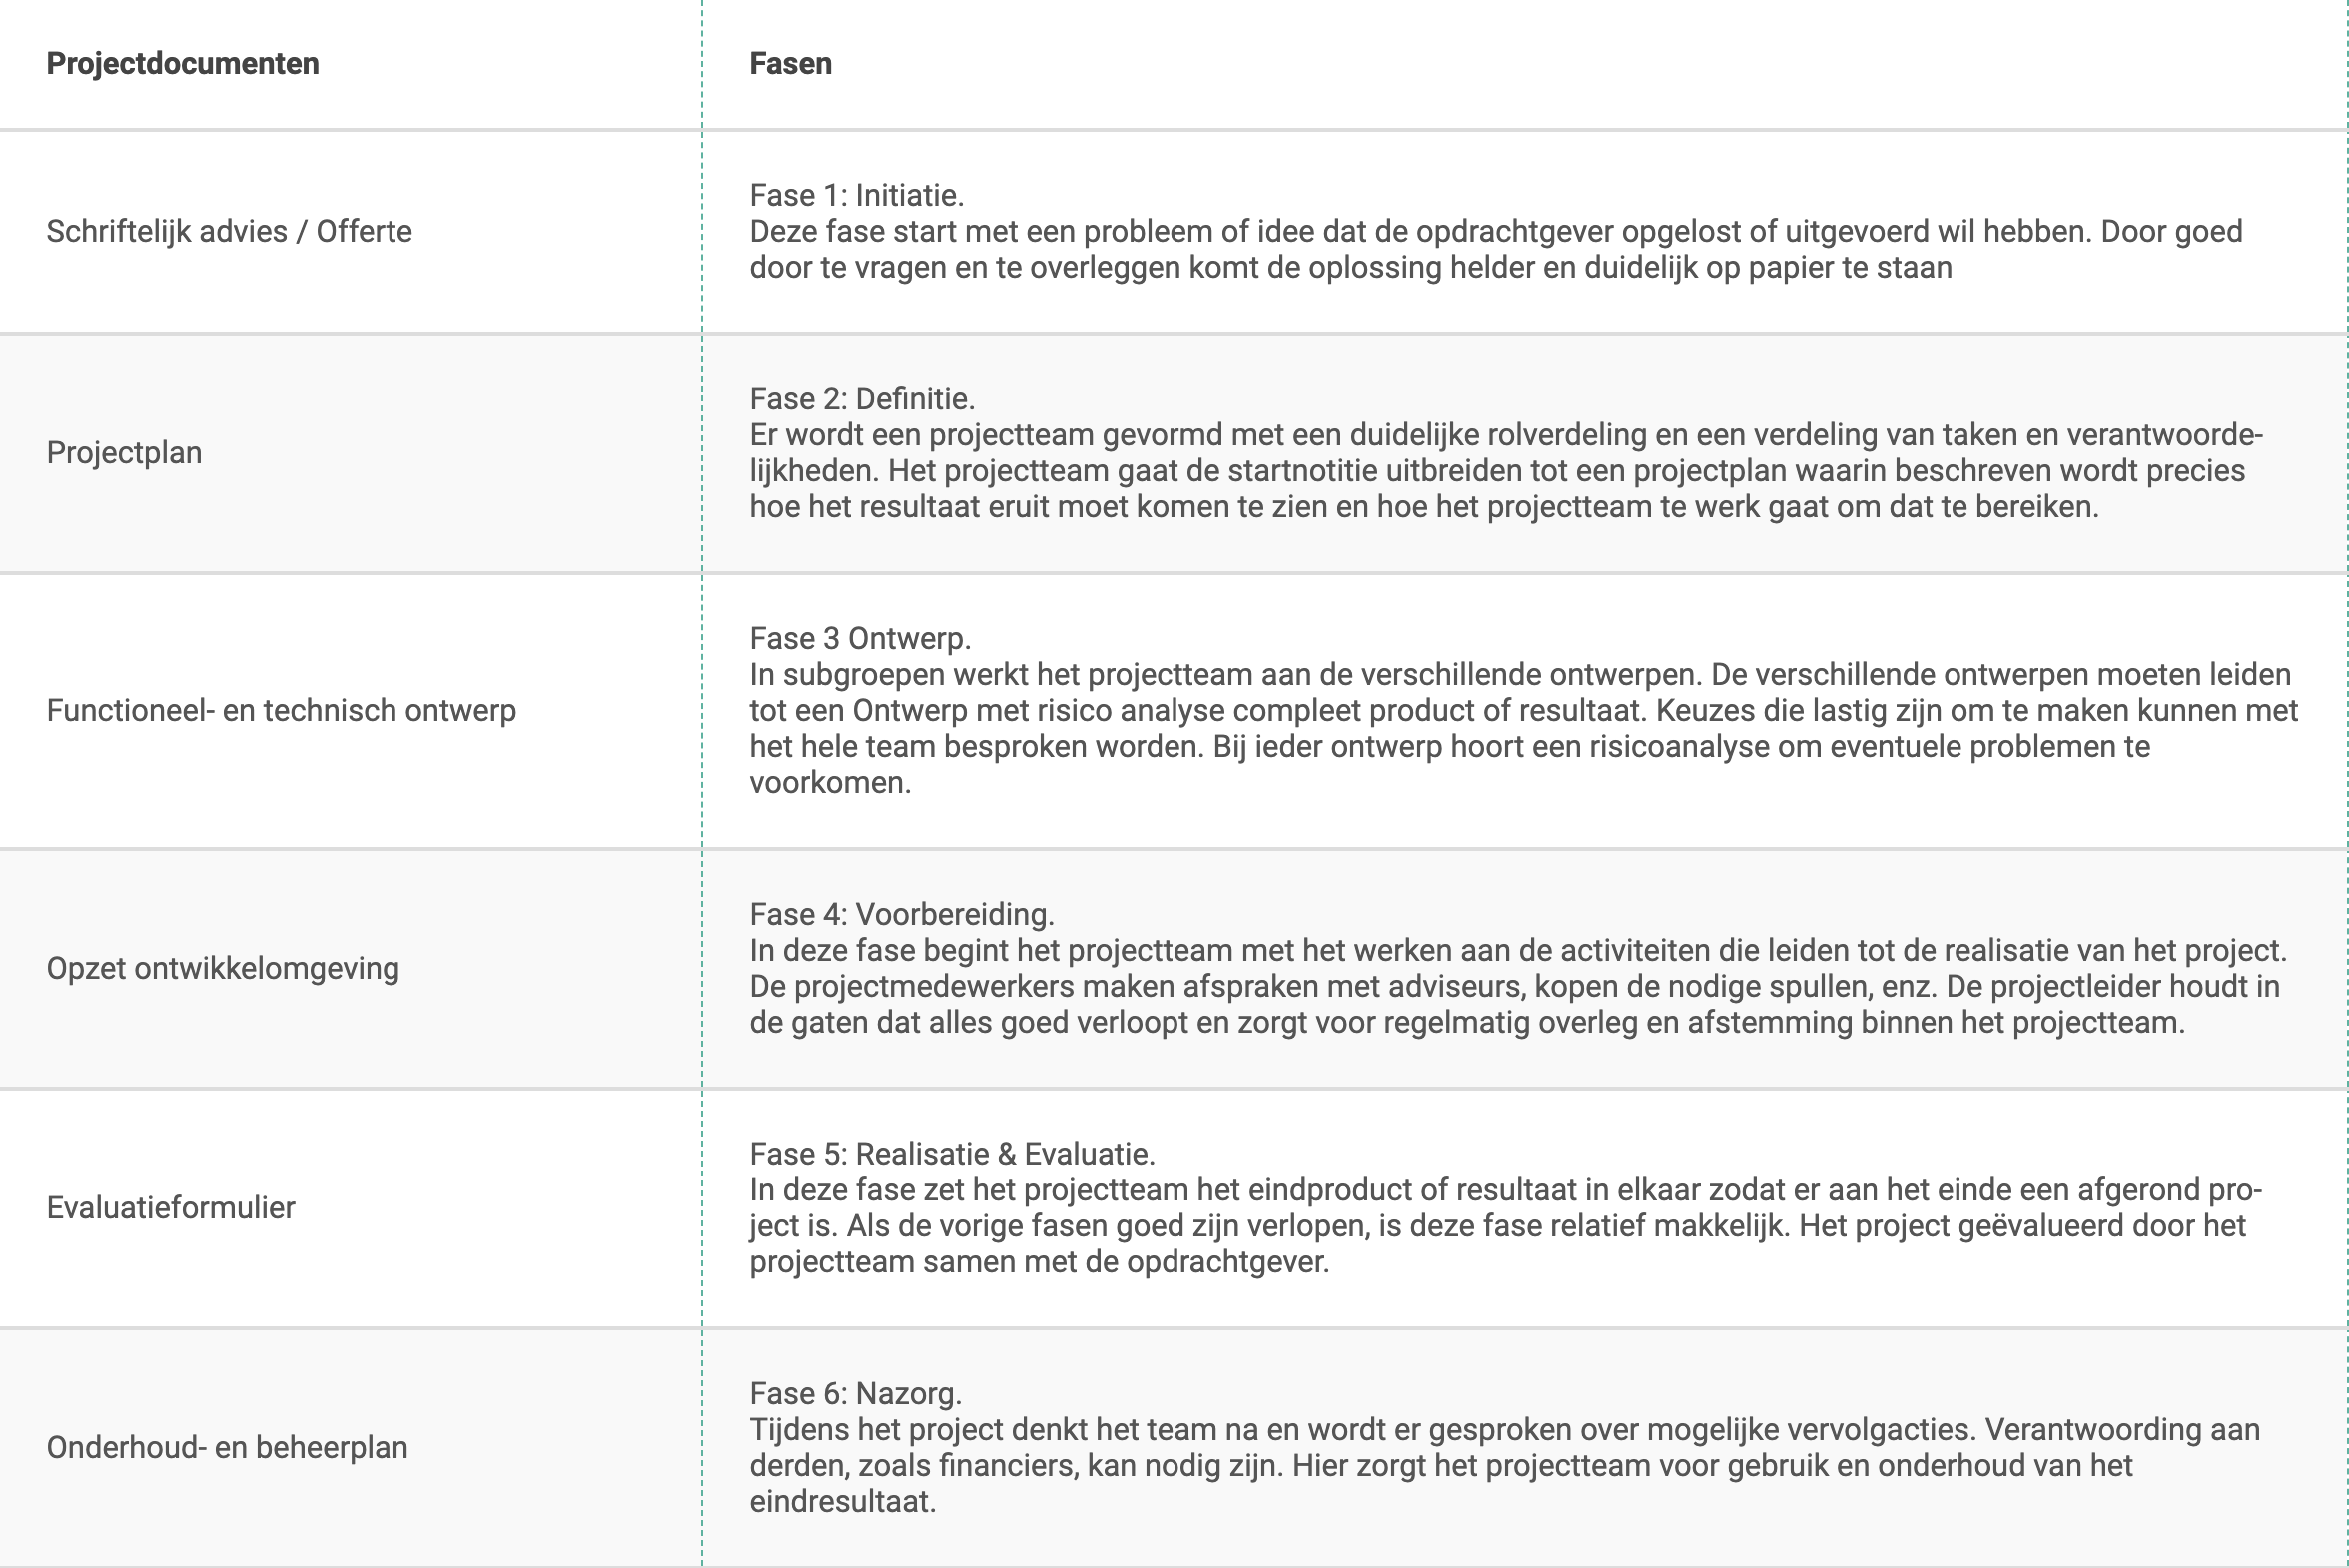 Projectdocumenten
Fasen
Schriftelijk advies / Offerte
Fase 1: Initiatie.
Deze fase start met een probleem of idee dat de opdrachtgever opgelost of uitgevoerd wil hebben. Door goed
door te vragen en te overleggen komt de oplossing helder en duidelijk op papier te staan
Projectplan
Fase 2: Definitie.
Er wordt een projectteam gevormd met een duidelijke rolverdeling en een verdeling van taken en verantwoorde-
lijkheden. Het projectteam gaat de startnotitie uitbreiden tot een projectplan waarin beschreven wordt precies
hoe het resultaat eruit moet komen te zien en hoe het projectteam te werk gaat om dat te bereiken.
Functioneel- en technisch ontwerp
Fase 3 Ontwerp.
In subgroepen werkt het projectteam aan de verschillende ontwerpen. De verschillende ontwerpen moeten leiden
tot een Ontwerp met risico analyse compleet product of resultaat. Keuzes die lastig zijn om te maken kunnen met
het hele team besproken worden. Bij ieder ontwerp hoort een risicoanalyse om eventuele problemen te
voorkomen.
Opzet ontwikkelomgeving
Fase 4: Voorbereiding.
In deze fase begint het projectteam met het werken aan de activiteiten die leiden tot de realisatie van het project.
De projectmedewerkers maken afspraken met adviseurs, kopen de nodige spullen, enz. De projectleider houdt in
de gaten dat alles goed verloopt en zorgt voor regelmatig overleg en afstemming binnen het projectteam.
Evaluatieformulier
Fase 5: Realisatie & Evaluatie.
In deze fase zet het projectteam het eindproduct of resultaat in elkaar zodat er aan het einde een afgerond pro-
ject is. Als de vorige fasen goed zijn verlopen, is deze fase relatief makkelijk. Het project geëvalueerd door het
projectteam samen met de opdrachtgever.
Onderhoud- en beheerplan
Fase 6: Nazorg.
Tijdens het project denkt het team na en wordt er gesproken over mogelijke vervolgacties. Verantwoording aan
derden, zoals financiers, kan nodig zijn. Hier zorgt het projectteam voor gebruik en onderhoud van het
eindresultaat.